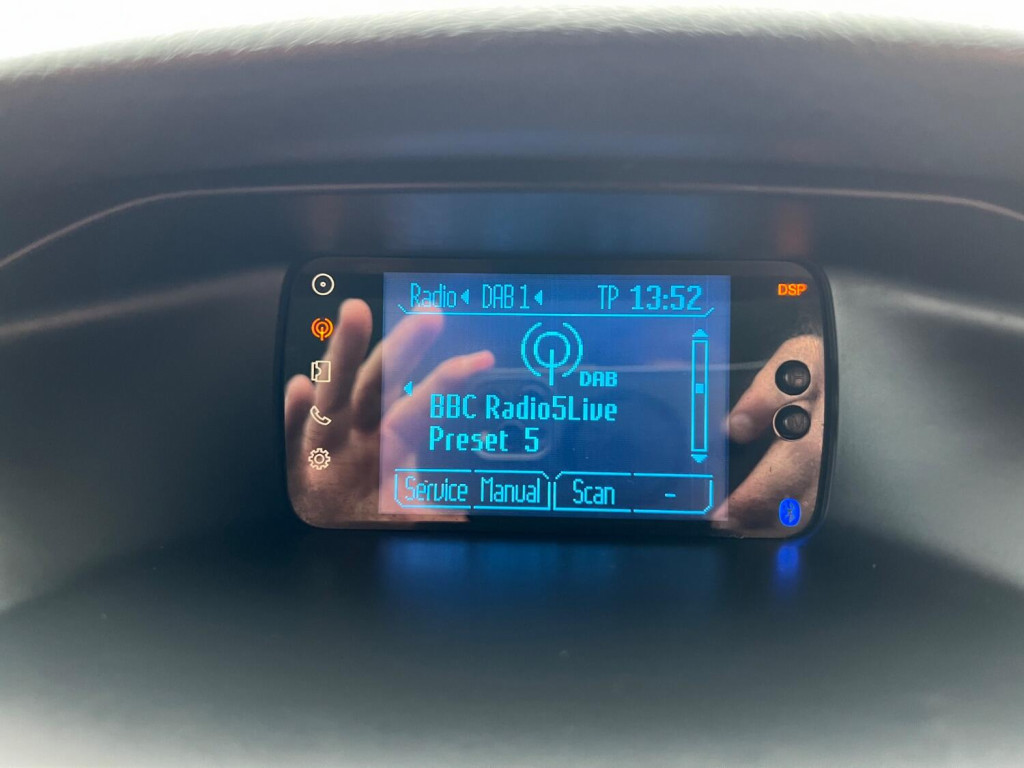 Radio DAB 1 TP 13:52
DSP
DAB
BBC Radio5Live
Preset 5
Service Manual Scan -